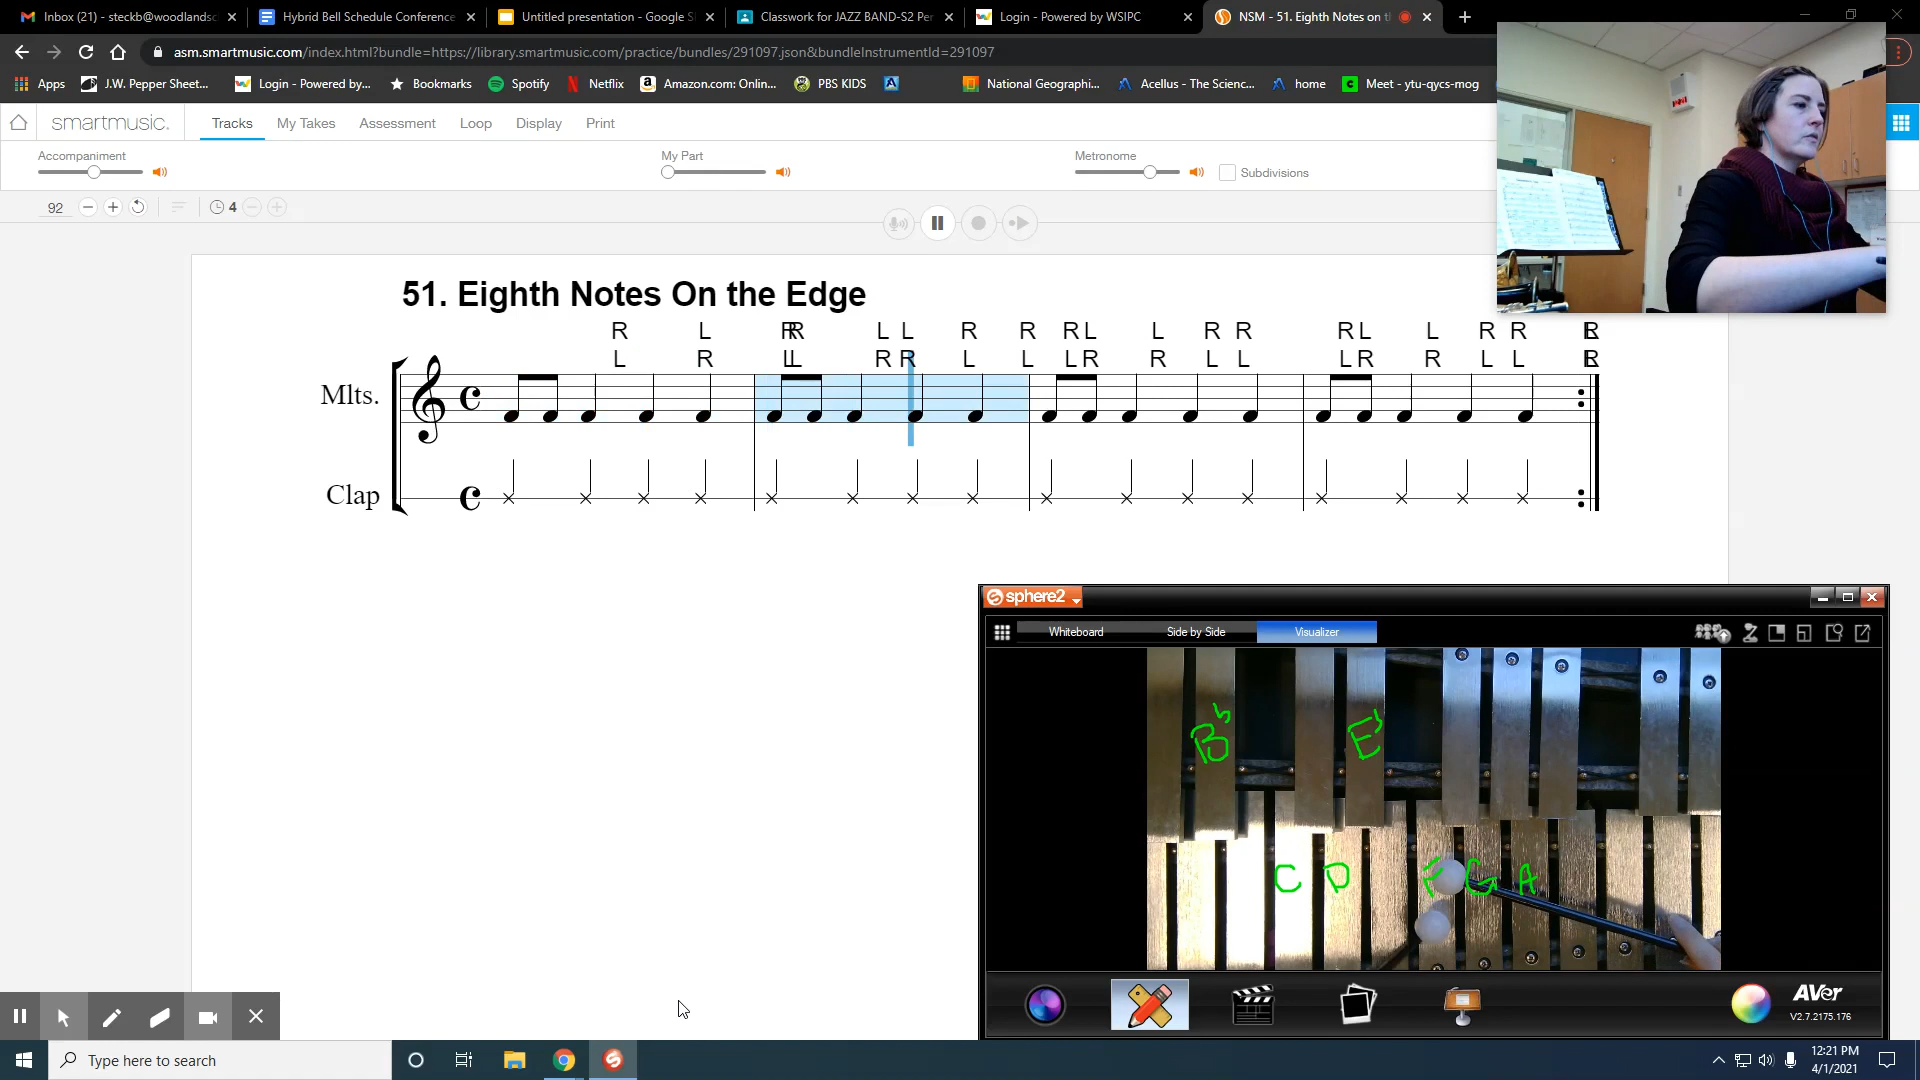 Inbox (21) - steckb@woodlandsc
Hybrid Bell Schedule Conference
Untitled presentation - Google S
Classwork for JAZZ BAND-S2 Per
Login - Powered by WSIPC
NSM - 51. Eighth Notes on t
asm.smartmusic.com/index.html?bundle=https://library.smartmusic.com/practice/bundles/291097.json&bundleInstrumentId=291097
Apps
J.W. Pepper Sheet...
Login - Powered by...
Bookmarks
Spotify
Netflix
Amazon.com: Onlin...
PBS KIDS
National Geographi...
Acellus - The Scienc...
home
Meet - ytu-qycs-mog
smartmusic.
Tracks
My Takes
Assessment
Loop
Display
Print
Accompaniment
My Part
Metronome
Subdivisions
92
4
51. Eighth Notes On the Edge
R L R R L L R R R L L R R R L L R R R
L R L L R R L L L R R L L L R R L L R
Mlts.
Clap
sphere2
Whiteboard
Side by Side
Visualizer
Bb
Eb
C D F G A
AVer
V2.7.2175.176
Type here to search
12:21 PM
4/1/2021